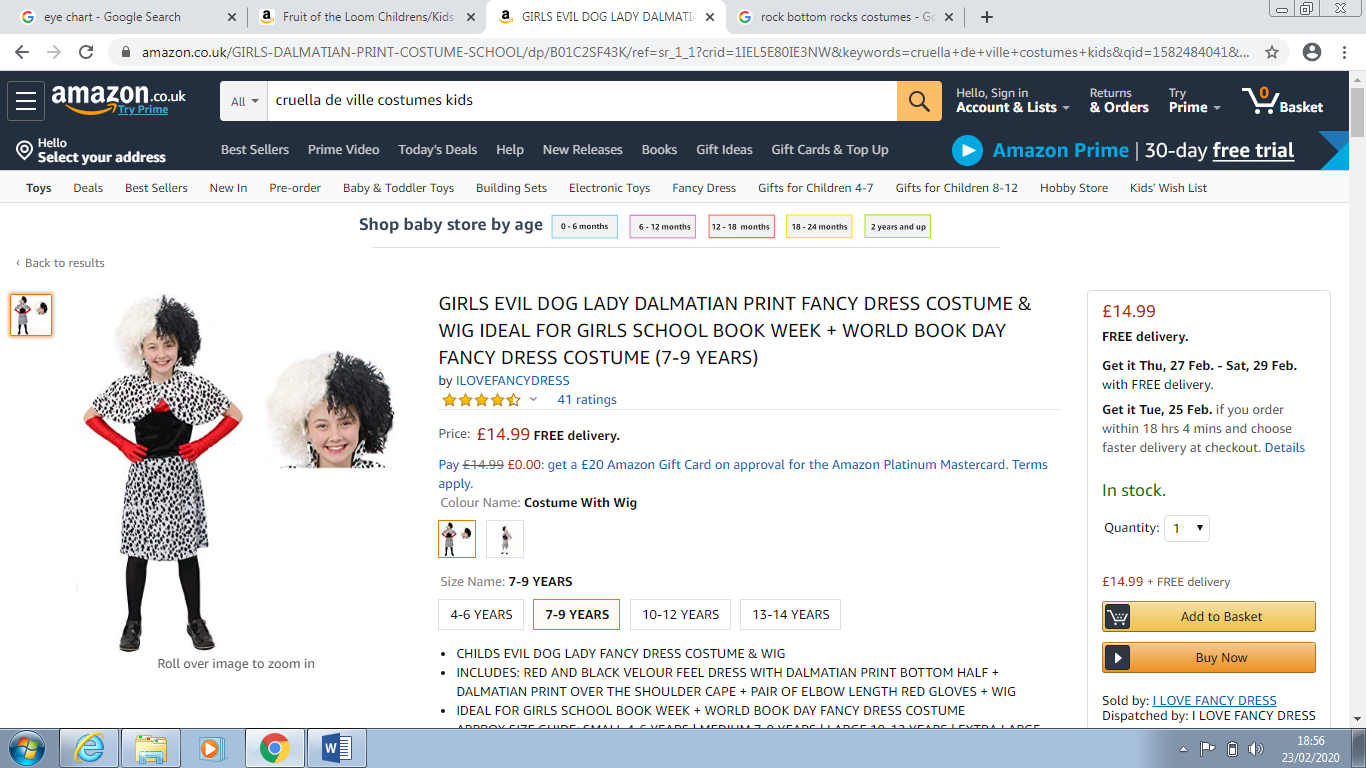 eye chart - Google Search
Fruit of the Loom Childrens/Kids
GIRLS EVIL DOG LADY DALMATIA
rock bottom rocks costumes - Go
amazon.co.uk/GIRLS-DALMATIAN-PRINT-COSTUME-SCHOOL/dp/B01C2SF43K/ref=sr_1_1?crid=1IEL5E80IE3NW&keywords=cruella+de+ville+costumes+kids&qid=1582484041&...
amazon.co.uk
Try Prime
All
cruella de ville costumes kids
Hello, Sign in
Account & Lists
Returns
& Orders
Try
Prime
0
Basket
Hello
Select your address
Best Sellers Prime Video Today's Deals Help New Releases Books Gift Ideas Gift Cards & Top Up
Amazon Prime | 30-day free trial
Toys Deals Best Sellers New In Pre-order Baby & Toddler Toys Building Sets Electronic Toys Fancy Dress Gifts for Children 4-7 Gifts for Children 8-12 Hobby Store Kids' Wish List
Shop baby store by age 0 - 6 months 6 - 12 months 12 - 18 months 18 - 24 months 2 years and up
‹ Back to results
Roll over image to zoom in
GIRLS EVIL DOG LADY DALMATIAN PRINT FANCY DRESS COSTUME &
WIG IDEAL FOR GIRLS SCHOOL BOOK WEEK + WORLD BOOK DAY
FANCY DRESS COSTUME (7-9 YEARS)
by ILOVEFANCYDRESS
41 ratings
Price: £14.99 FREE delivery.
Pay £14.99 £0.00: get a £20 Amazon Gift Card on approval for the Amazon Platinum Mastercard. Terms
apply.
Colour Name: Costume With Wig
Size Name: 7-9 YEARS
4-6 YEARS 7-9 YEARS 10-12 YEARS 13-14 YEARS
• CHILDS EVIL DOG LADY FANCY DRESS COSTUME & WIG
• INCLUDES: RED AND BLACK VELOUR FEEL DRESS WITH DALMATIAN PRINT BOTTOM HALF +
DALMATIAN PRINT OVER THE SHOULDER CAPE + PAIR OF ELBOW LENGTH RED GLOVES + WIG
• IDEAL FOR GIRLS SCHOOL BOOK WEEK + WORLD BOOK DAY FANCY DRESS COSTUME
APPROX SIZE GUIDE: SMALL 4-6 YEARS | MEDIUM 7-9 YEARS | LARGE 10-12 YEARS | EXTRA LARGE
£14.99
FREE delivery.
Get it Thu, 27 Feb. - Sat, 29 Feb.
with FREE delivery.
Get it Tue, 25 Feb. if you order
within 18 hrs 4 mins and choose
faster delivery at checkout. Details
In stock.
Quantity: 1
£14.99 + FREE delivery
Add to Basket
Buy Now
Sold by: I LOVE FANCY DRESS
Dispatched by: I LOVE FANCY DRESS
18:56
23/02/2020